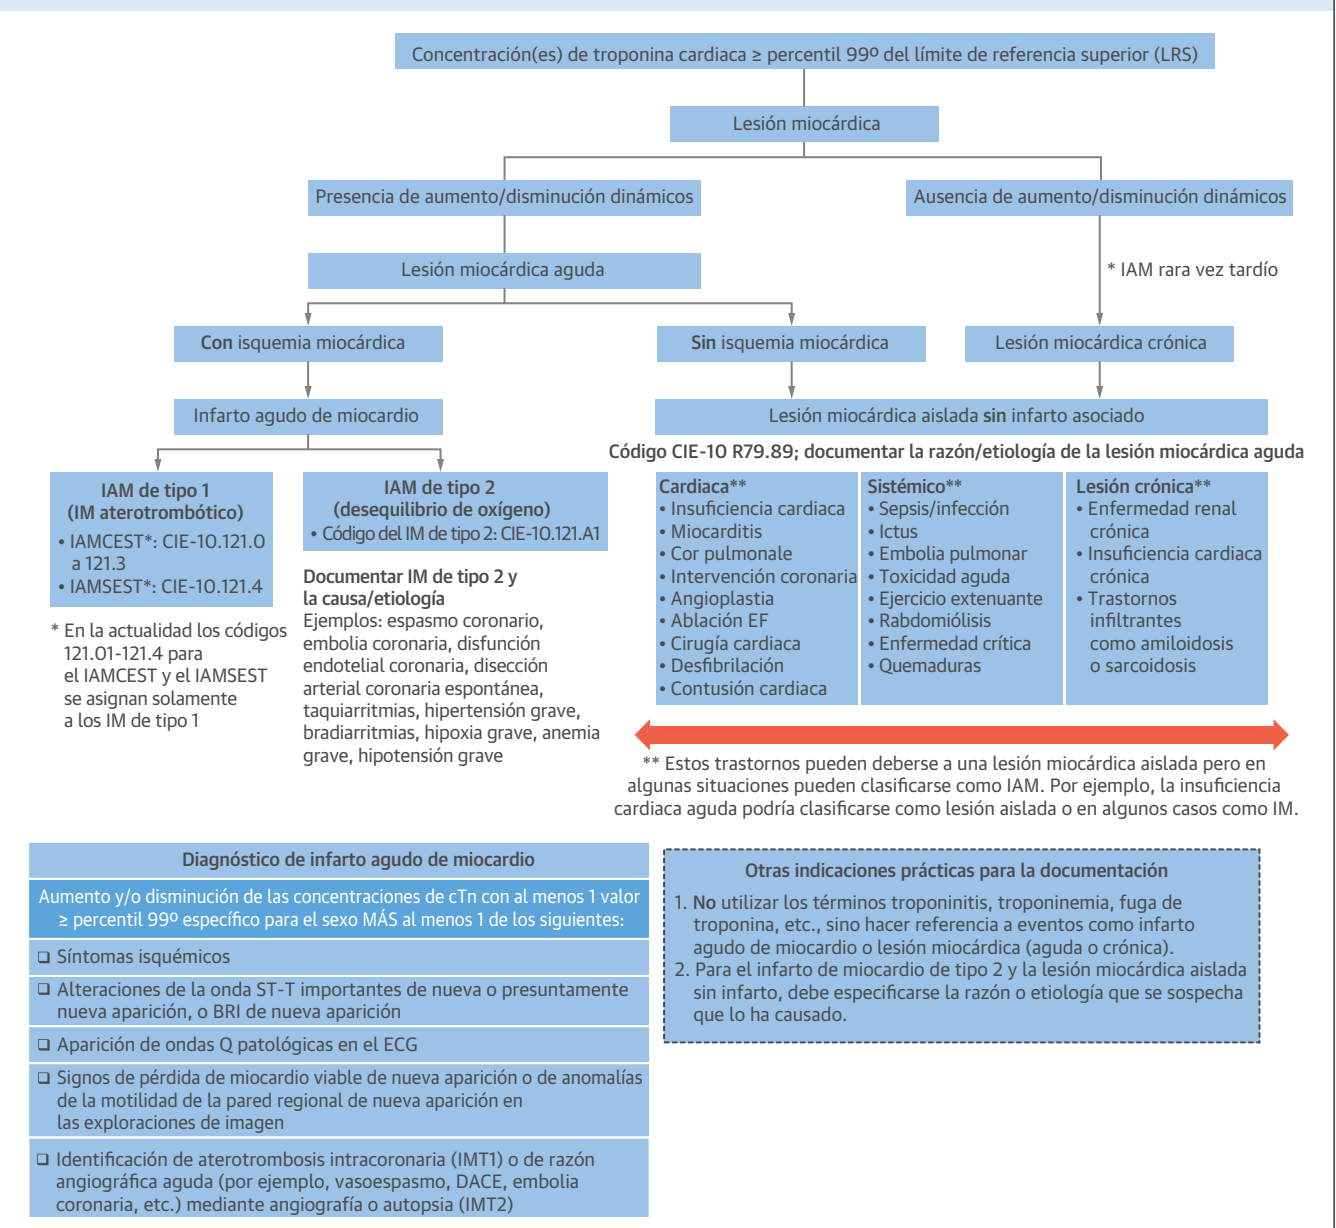 Concentración(es) de troponina cardiaca ≥ percentil 99º del límite de referencia superior (LRS)
Lesión miocárdica
Presencia de aumento/disminución dinámicos
Ausencia de aumento/disminución dinámicos
Lesión miocárdica aguda
* IAM rara vez tardío
Con isquemia miocárdica
Sin isquemia miocárdica
Lesión miocárdica crónica
Infarto agudo de miocardio
Lesión miocárdica aislada sin infarto asociado
Código CIE-10 R79.89; documentar la razón/etiología de la lesión miocárdica aguda
IAM de tipo 1
(IM aterotrombótico)
• IAMCEST*: CIE-10.121.0
a 121.3
• IAMSEST*: CIE-10.121.4
* En la actualidad los códigos
121.01-121.4 para
el IAMCEST y el IAMSEST
se asignan solamente
a los IM de tipo 1
IAM de tipo 2
(desequilibrio de oxígeno)
• Código del IM de tipo 2: CIE-10.121.A1
Documentar IM de tipo 2 y
la causa/etiología
Ejemplos: espasmo coronario,
embolia coronaria, disfunción
endotelial coronaria, disección
arterial coronaria espontánea,
taquiarritmias, hipertensión grave,
bradiarritmias, hipoxia grave, anemia
grave, hipotensión grave
Cardiaca**
• Insuficiencia cardiaca
• Miocarditis
• Cor pulmonale
• Intervención coronaria
• Angioplastia
• Ablación EF
• Cirugía cardiaca
• Desfibrilación
• Contusión cardiaca
Sistémico**
• Sepsis/infección
• Ictus
• Embolia pulmonar
• Toxicidad aguda
• Ejercicio extenuante
• Rabdomiólisis
• Enfermedad crítica
• Quemaduras
Lesión crónica**
• Enfermedad renal
crónica
• Insuficiencia cardiaca
crónica
• Trastornos
infiltrantes
como amiloidosis
o sarcoidosis
** Estos trastornos pueden deberse a una lesión miocárdica aislada pero en
algunas situaciones pueden clasificarse como IAM. Por ejemplo, la insuficiencia
cardiaca aguda podría clasificarse como lesión aislada o en algunos casos como IM.
Diagnóstico de infarto agudo de miocardio
Aumento y/o disminución de las concentraciones de cTn con al menos 1 valor
≥ percentil 99º específico para el sexo MÁS al menos 1 de los siguientes:
❏ Síntomas isquémicos
❏ Alteraciones de la onda ST-T importantes de nueva o presuntamente
nueva aparición, o BRI de nueva aparición
❏ Aparición de ondas Q patológicas en el ECG
❏ Signos de pérdida de miocardio viable de nueva aparición o de anomalías
de la motilidad de la pared regional de nueva aparición en
las exploraciones de imagen
❏ Identificación de aterotrombosis intracoronaria (IMT1) o de razón
angiográfica aguda (por ejemplo, vasoespasmo, DACE, embolia
coronaria, etc.) mediante angiografía o autopsia (IMT2)
Otras indicaciones prácticas para la documentación
1. No utilizar los términos troponinitis, troponinemia, fuga de
troponina, etc., sino hacer referencia a eventos como infarto
agudo de miocardio o lesión miocárdica (aguda o crónica).
2. Para el infarto de miocardio de tipo 2 y la lesión miocárdica aislada
sin infarto, debe especificarse la razón o etiología que se sospecha
que lo ha causado.